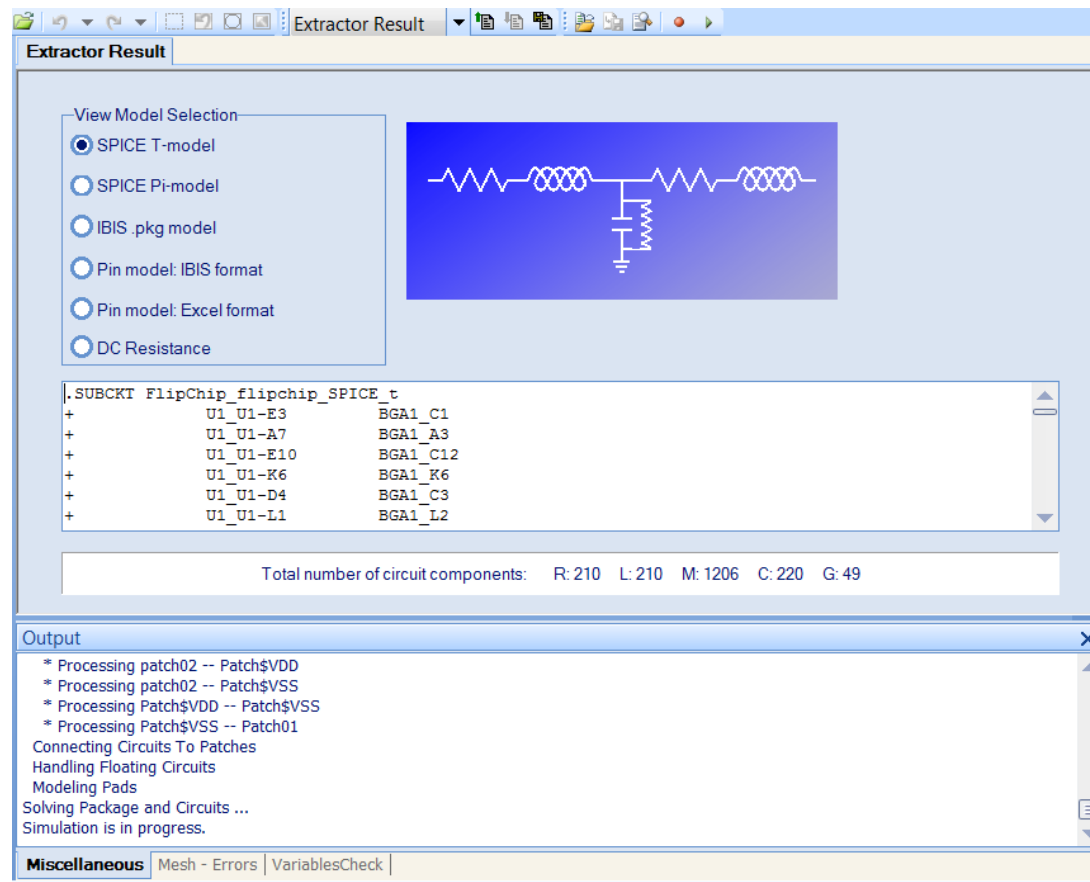 Extractor Result
Extractor Result
View Model Selection
SPICE T-model
SPICE Pi-model
IBIS .pkg model
Pin model: IBIS format
Pin model: Excel format
DC Resistance
.SUBCKT FlipChip_flipchip_SPICE_t
+ U1_U1-E3 BGA1_C1
+ U1_U1-A7 BGA1_A3
+ U1_U1-E10 BGA1_C12
+ U1_U1-K6 BGA1_K6
+ U1_U1-D4 BGA1_C3
+ U1_U1-L1 BGA1_L2
Total number of circuit components: R: 210 L: 210 M: 1206 C: 220 G: 49
Output
* Processing patch02 -- Patch$VDD
* Processing patch02 -- Patch$VSS
* Processing Patch$VDD -- Patch$VSS
* Processing Patch$VSS -- Patch01
Connecting Circuits To Patches
Handling Floating Circuits
Modeling Pads
Solving Package and Circuits ...
Simulation is in progress.
Miscellaneous Mesh - Errors VariablesCheck